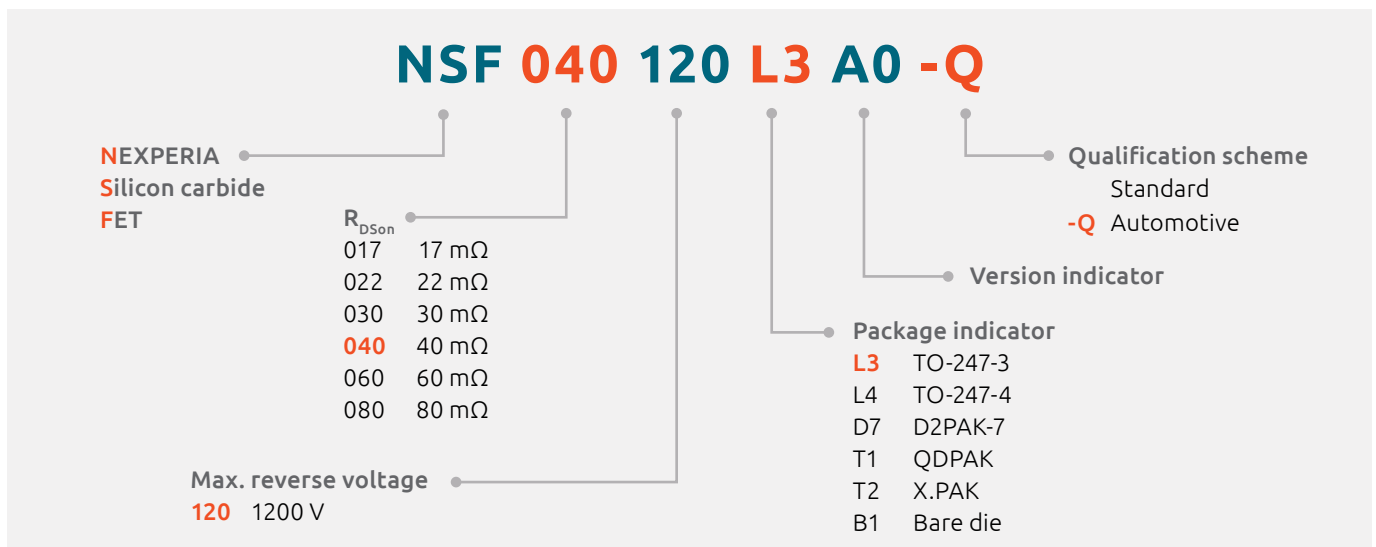 NSF 040 120 L3 A0 -Q
NEXPERIA
Silicon carbide
FET
RDSon
017 17 mΩ
022 22 mΩ
030 30 mΩ
040 40 mΩ
060 60 mΩ
080 80 mΩ
Max. reverse voltage
120 1200 V
Qualification scheme
Standard
-Q Automotive
Version indicator
Package indicator
L3 TO-247-3
L4 TO-247-4
D7 D2PAK-7
T1 QDPAK
T2 X.PAK
B1 Bare die